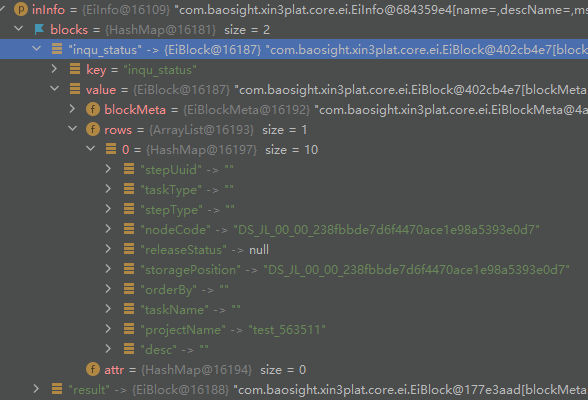 inInfo = {EiInfo@16109} "com.baosight.xin3plat.core.ei.EiInfo@684359e4[name=,descName=,ms
blocks = {HashMap@16181} size = 2
"inqu_status" -> {EiBlock@16187} "com.baosight.xin3plat.core.ei.EiBlock@402cb4e7[block
key = "inqu_status"
value = {EiBlock@16187} "com.baosight.xin3plat.core.ei.EiBlock@402cb4e7[blockMeta
blockMeta = {EiBlockMeta@16192} "com.baosight.xin3plat.core.ei.EiBlockMeta@4a
rows = {ArrayList@16193} size = 1
0 = {HashMap@16197} size = 10
"stepUuid" -> ""
"taskType" -> ""
"stepType" -> ""
"nodeCode" -> "DS_JL_00_00_238fbbde7d6f4470ace1e98a5393e0d7"
"releaseStatus" -> null
"storagePosition" -> "DS_JL_00_00_238fbbde7d6f4470ace1e98a5393e0d7"
"orderBy" -> ""
"taskName" -> ""
"projectName" -> "test_563511"
"desc" -> ""
attr = {HashMap@16194} size = 0
"result" -> {EiBlock@16188} "com.baosight.xin3plat.core.ei.EiBlock@177e3aad[blockMeta